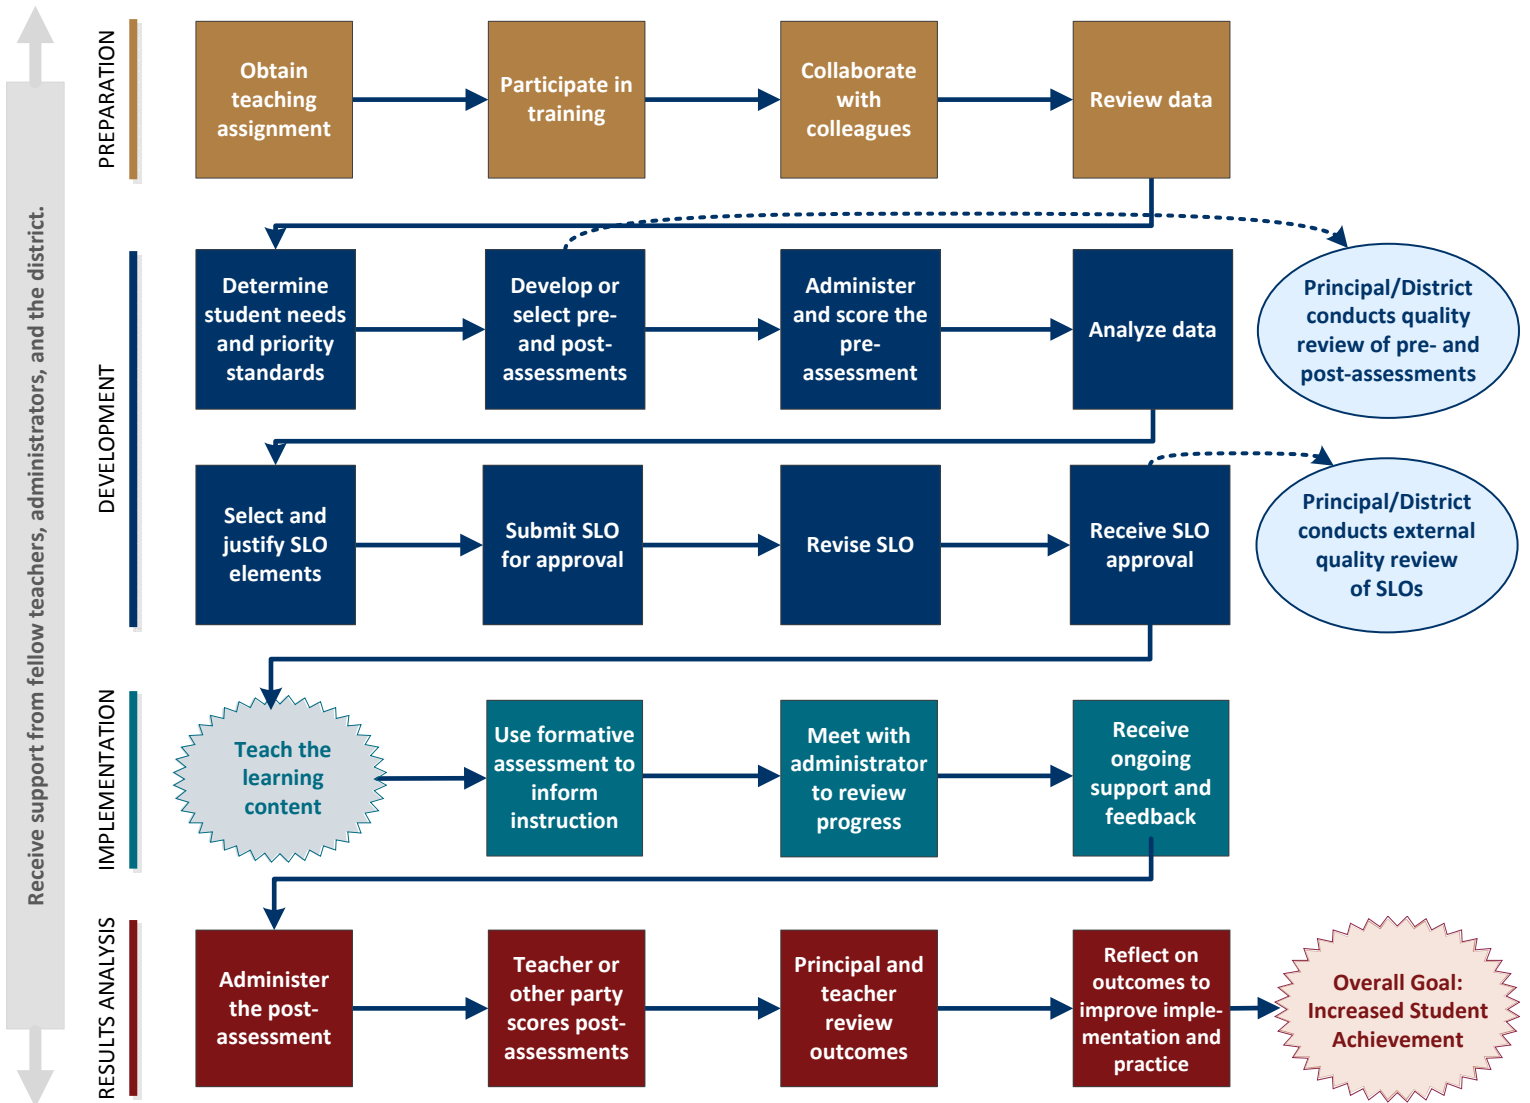 Receive support from fellow teachers, administrators, and the district.
PREPARATION
Obtain
teaching
assignment
Participate in
training
Collaborate
with
colleagues
Review data
DEVELOPMENT
Determine
student needs
and priority
standards
Develop or
select pre-
and post-
assessments
Administer
and score the
pre-
assessment
Analyze data
Principal/District
conducts quality
review of pre- and
post-assessments
Select and
justify SLO
elements
Submit SLO
for approval
Revise SLO
Receive SLO
approval
Principal/District
conducts external
quality review
of SLOs
IMPLEMENTATION
Teach the
learning
content
Use formative
assessment to
inform
instruction
Meet with
administrator
to review
progress
Receive
ongoing
support and
feedback
RESULTS ANALYSIS
Administer
the post-
assessment
Teacher or
other party
scores post-
assessments
Principal and
teacher
review
outcomes
Reflect on
outcomes to
improve imple-
mentation and
practice
Overall Goal:
Increased Student
Achievement